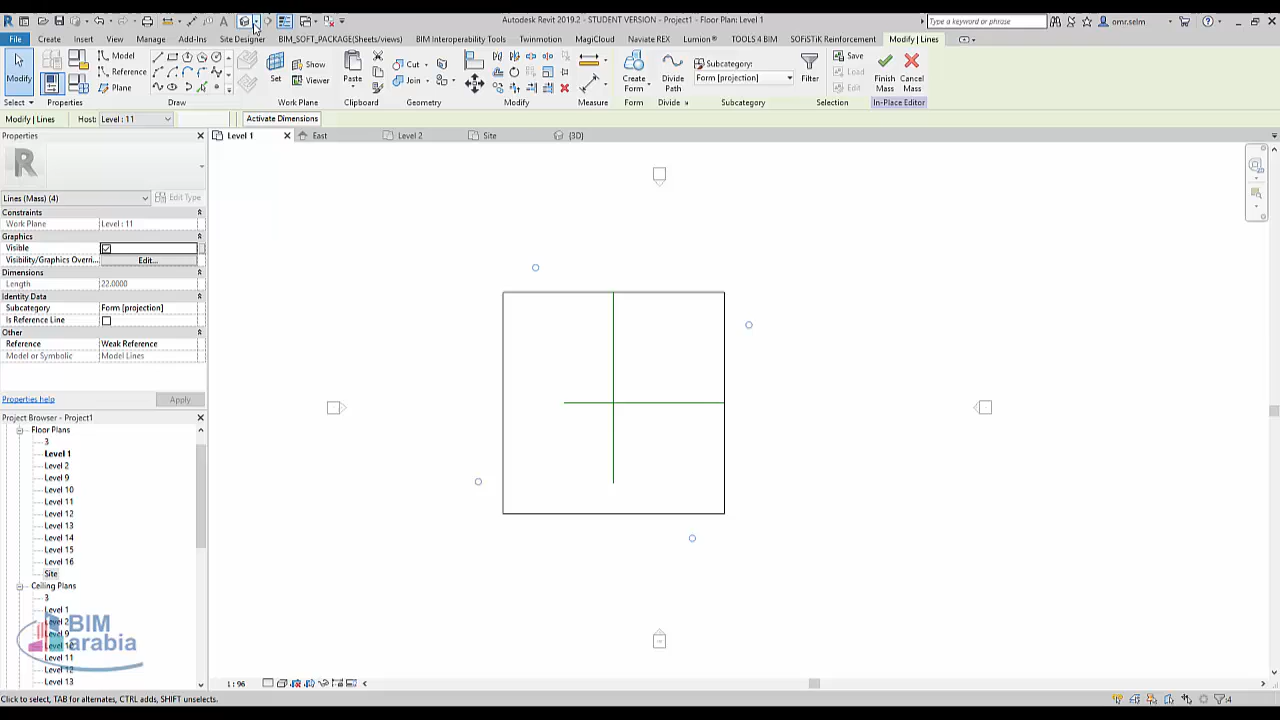 Autodesk Revit 2019.2 - STUDENT VERSION - Project1 - Floor Plan: Level 1
Type a keyword or phrase
omr.selm
Create Insert View Manage Add-Ins Site Designer BIM_SOFT_PACKAGE(Sheets/views) BIM Interoperability Tools Twinmotion MagiCloud Naviate REX Lumion® TOOLS 4 BIM SOFiSTiK Reinforcement Modify | Lines
Modify
Model
Reference
Plane
Set
Show
Viewer
Paste
Cut
Join
Create Form
Divide Path
Subcategory:
Form [projection]
Filter
Save
Load
Edit
Finish Mass
Cancel Mass
Select Properties Draw Work Plane Clipboard Geometry Modify Measure Form Divide Subcategory Selection In-Place Editor
Modify | Lines Host: Level : 11 Activate Dimensions
Properties
Level 1 East Level 2 Site {3D}
Lines (Mass) (4) Edit Type
Constraints
Work Plane Level : 11
Graphics
Visible
Visibility/Graphics Overri... Edit...
Dimensions
Length 22.0000
Identity Data
Subcategory Form [projection]
Is Reference Line
Other
Reference Weak Reference
Model or Symbolic Model Lines
Properties help Apply
Project Browser - Project1
Floor Plans
3
Level 1
Level 2
Level 9
Level 10
Level 11
Level 12
Level 13
Level 14
Level 15
Level 16
Site
Ceiling Plans
3
Level 1
Level 2
Level 9
Level 10
Level 11
Level 12
Level 13
BIM
arabia
1 : 96
Click to select, TAB for alternates, CTRL adds, SHIFT unselects.
:4